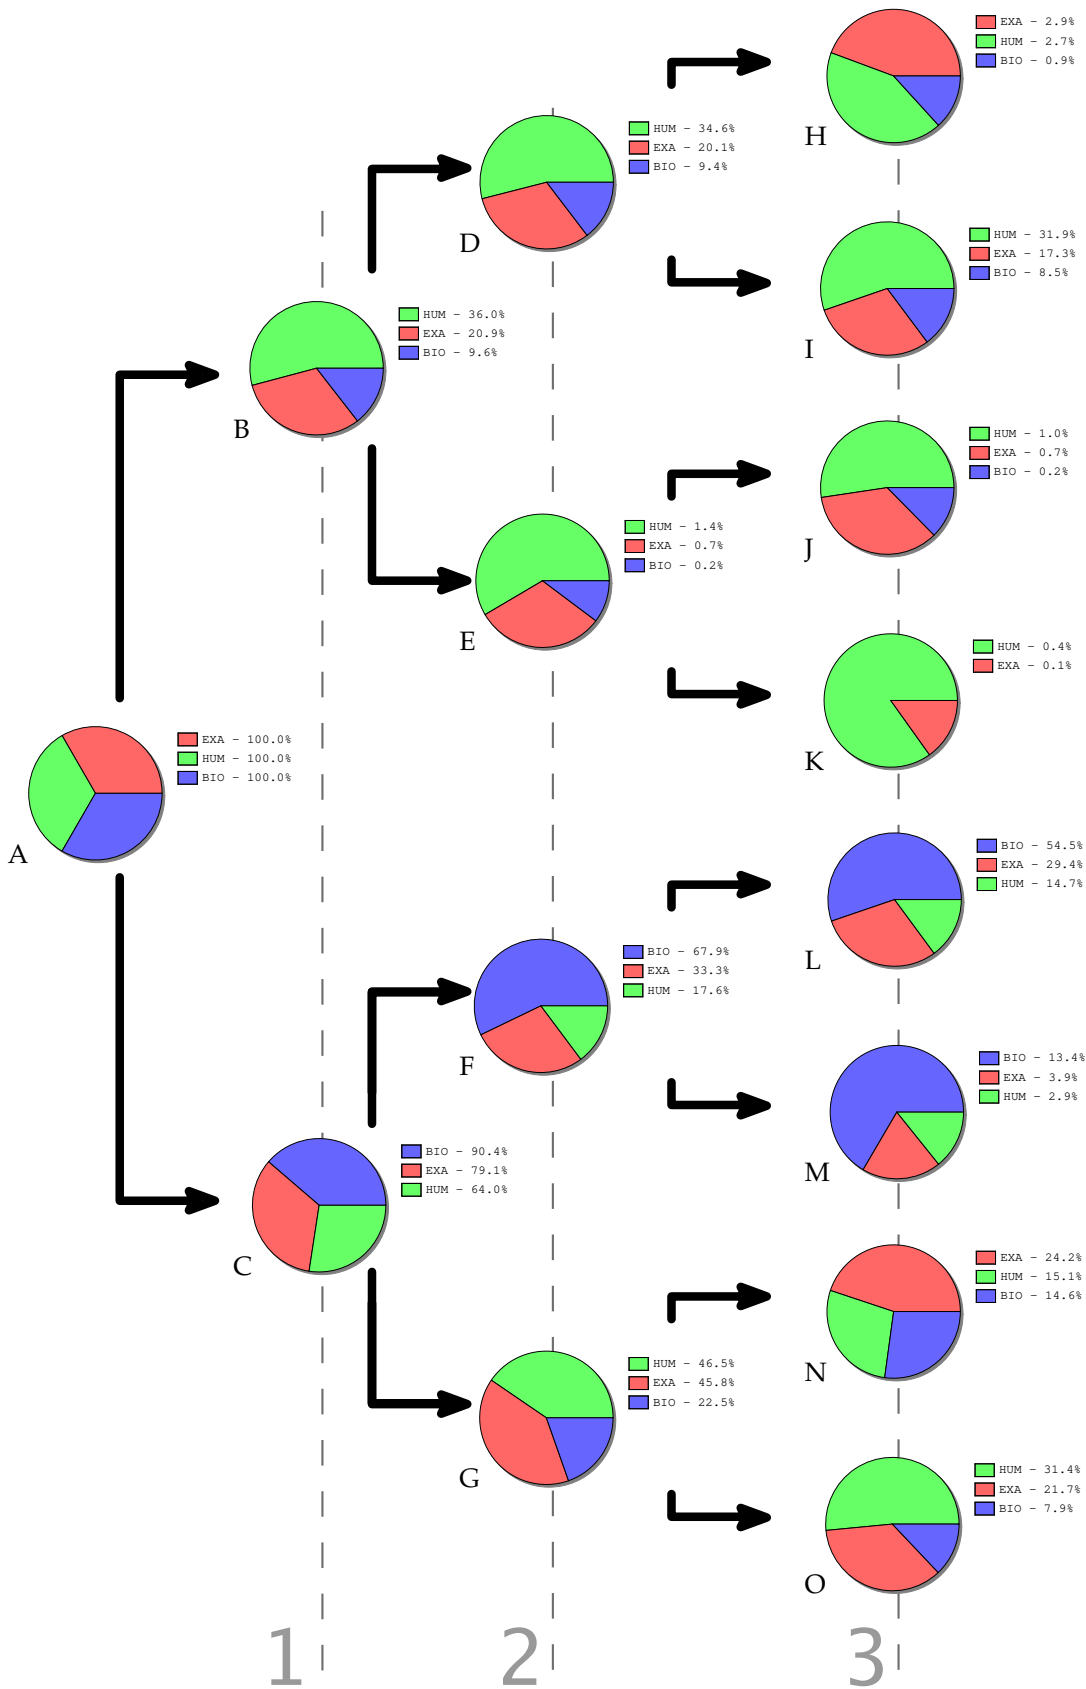 A
EXA - 100.0%
HUM - 100.0%
BIO - 100.0%
B
HUM - 36.0%
EXA - 20.9%
BIO - 9.6%
C
BIO - 90.4%
EXA - 79.1%
HUM - 64.0%
D
HUM - 34.6%
EXA - 20.1%
BIO - 9.4%
E
HUM - 1.4%
EXA - 0.7%
BIO - 0.2%
F
BIO - 67.9%
EXA - 33.3%
HUM - 17.6%
G
HUM - 46.5%
EXA - 45.8%
BIO - 22.5%
H
EXA - 2.9%
HUM - 2.7%
BIO - 0.9%
I
HUM - 31.9%
EXA - 17.3%
BIO - 8.5%
J
HUM - 1.0%
EXA - 0.7%
BIO - 0.2%
K
HUM - 0.4%
EXA - 0.1%
L
BIO - 54.5%
EXA - 29.4%
HUM - 14.7%
M
BIO - 13.4%
EXA - 3.9%
HUM - 2.9%
N
EXA - 24.2%
HUM - 15.1%
BIO - 14.6%
O
HUM - 31.4%
EXA - 21.7%
BIO - 7.9%
1
2
3